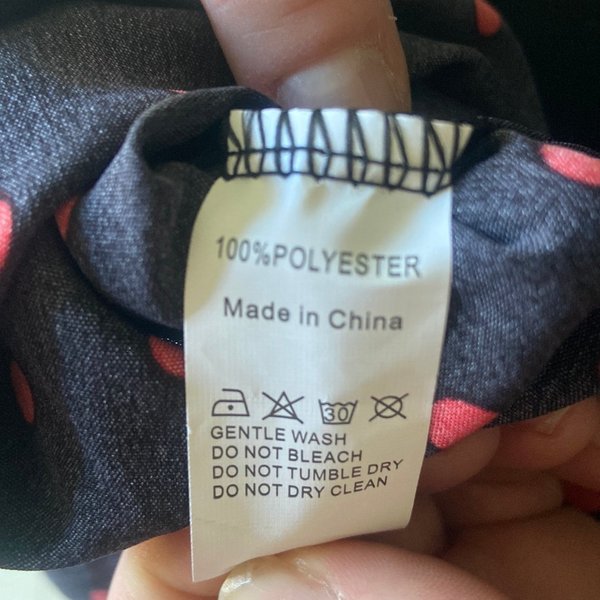 100%POLYESTER
Made in China
30
GENTLE WASH
DO NOT BLEACH
DO NOT TUMBLE DRY
DO NOT DRY CLEAN